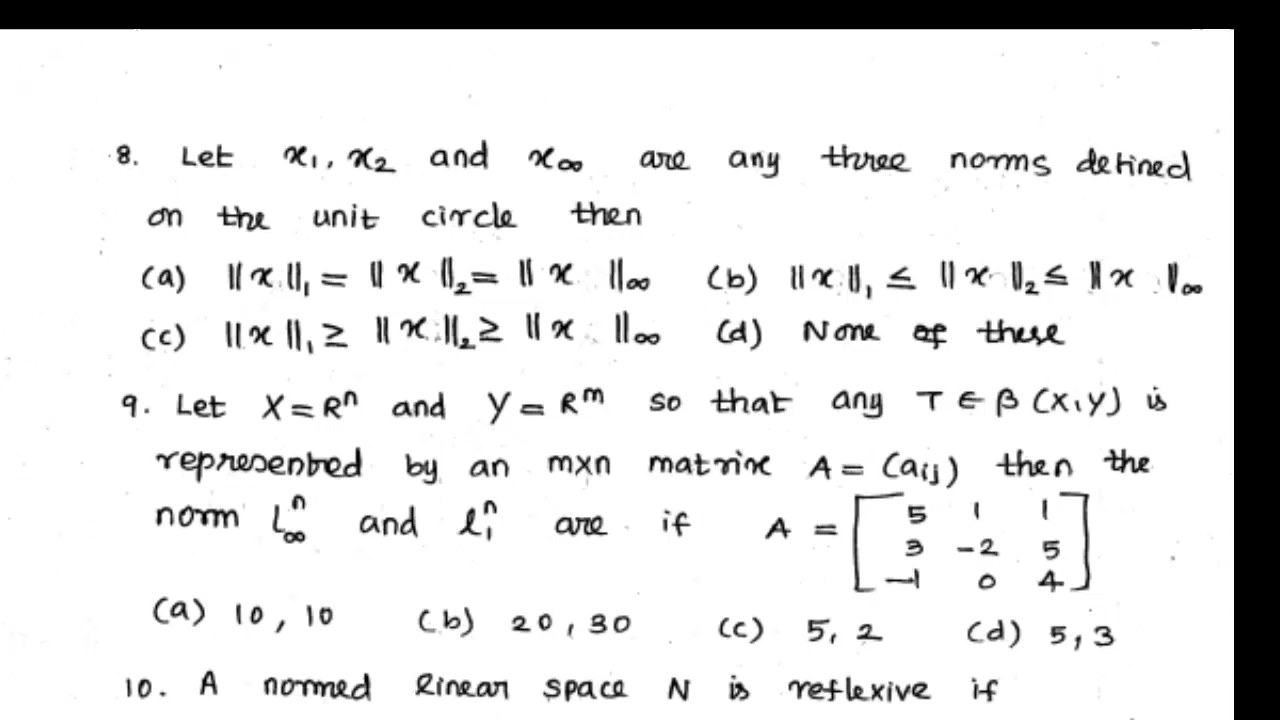 8. Let x₁, x₂ and x∞ are any three norms defined
on the unit circle then
(a) ||x||₁ = ||x||₂ = ||x||∞ (b) ||x||₁ ≤ ||x||₂ ≤ ||x||∞
(c) ||x||₁ ≥ ||x||₂ ≥ ||x||∞ (d) None of these
9. Let X = Rⁿ and Y = Rᵐ so that any T ∈ β(X,Y) is
represented by an mxn matrix A = (aᵢⱼ) then the
norm L∞ⁿ and l₁ⁿ are if A = [5 1 1
3 -2 5
-1 0 4]
(a) 10, 10 (b) 20, 30 (c) 5, 2 (d) 5, 3
10. A normed linear space N is reflexive if